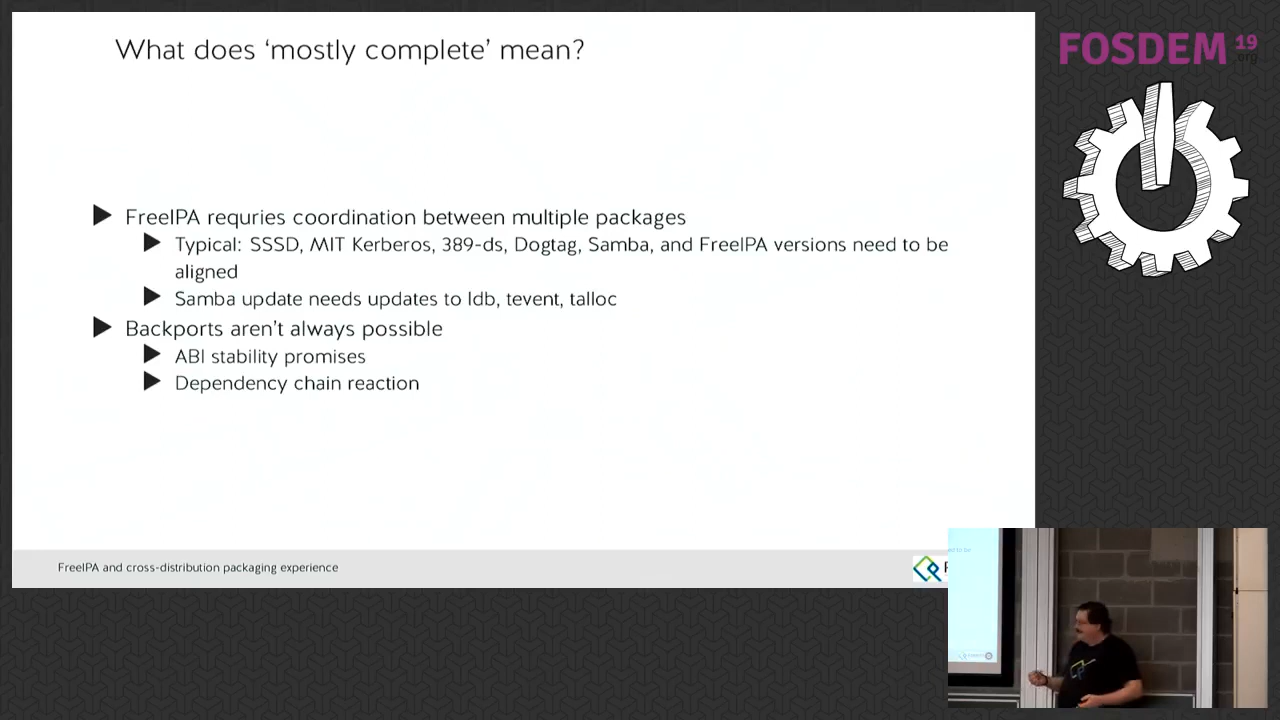 What does ‘mostly complete’ mean?
FOSDEM 19
.org
FreeIPA requries coordination between multiple packages
Typical: SSSD, MIT Kerberos, 389-ds, Dogtag, Samba, and FreeIPA versions need to be
aligned
Samba update needs updates to ldb, tevent, talloc
Backports aren’t always possible
ABI stability promises
Dependency chain reaction
FreeIPA and cross-distribution packaging experience